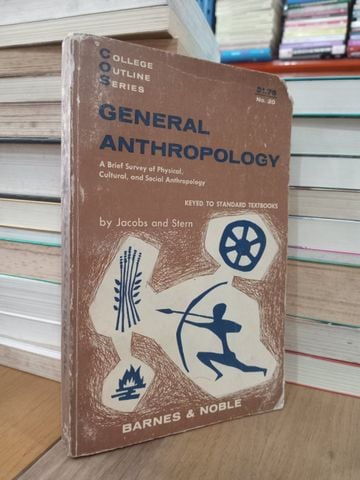 COLLEGE
OUTLINE
SERIES
$1.75
No. 20
GENERAL
ANTHROPOLOGY
A Brief Survey of Physical,
Cultural, and Social Anthropology
KEYED TO STANDARD TEXTBOOKS
by Jacobs and Stern
BARNES & NOBLE